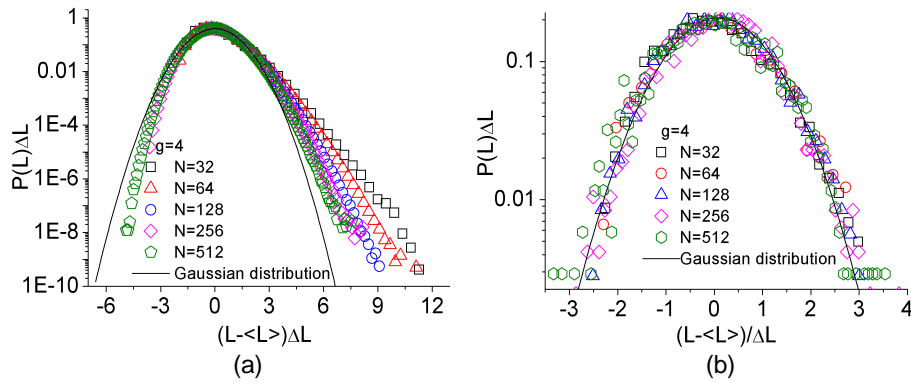 1
0.01
1E-4
1E-6
1E-8
1E-10
P(L)ΔL
g=4
N=32
N=64
N=128
N=256
N=512
Gaussian distribution
-6 -3 0 3 6 9 12
(L-<L>)ΔL
(a)
0.1
0.01
P(L)ΔL
g=4
N=32
N=64
N=128
N=256
N=512
Gaussian distribution
-3 -2 -1 0 1 2 3 4
(L-<L>)/ΔL
(b)